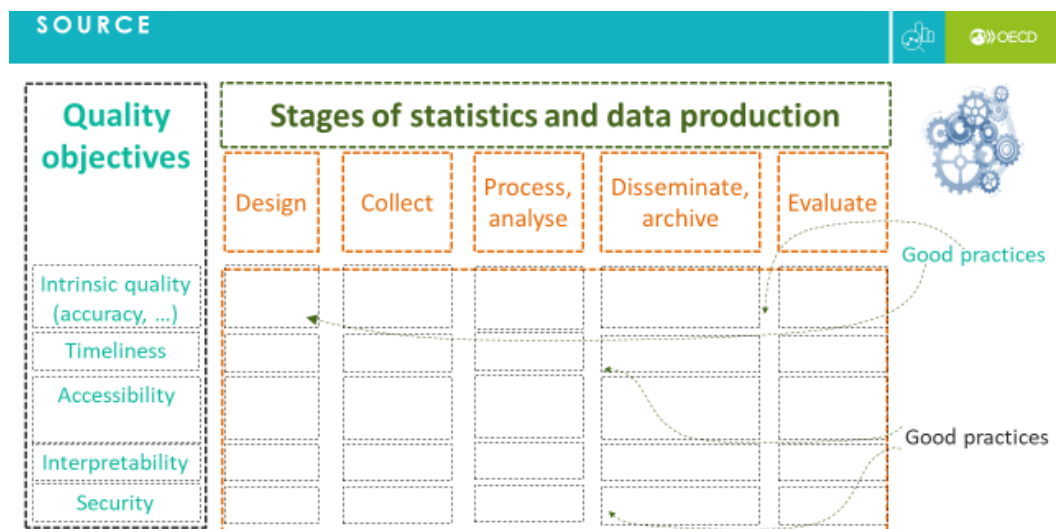 SOURCE
OECD
Quality
objectives
Stages of statistics and data production
Design
Collect
Process,
analyse
Disseminate,
archive
Evaluate
Good practices
Intrinsic quality
(accuracy, ...)
Timeliness
Accessibility
Good practices
Interpretability
Security